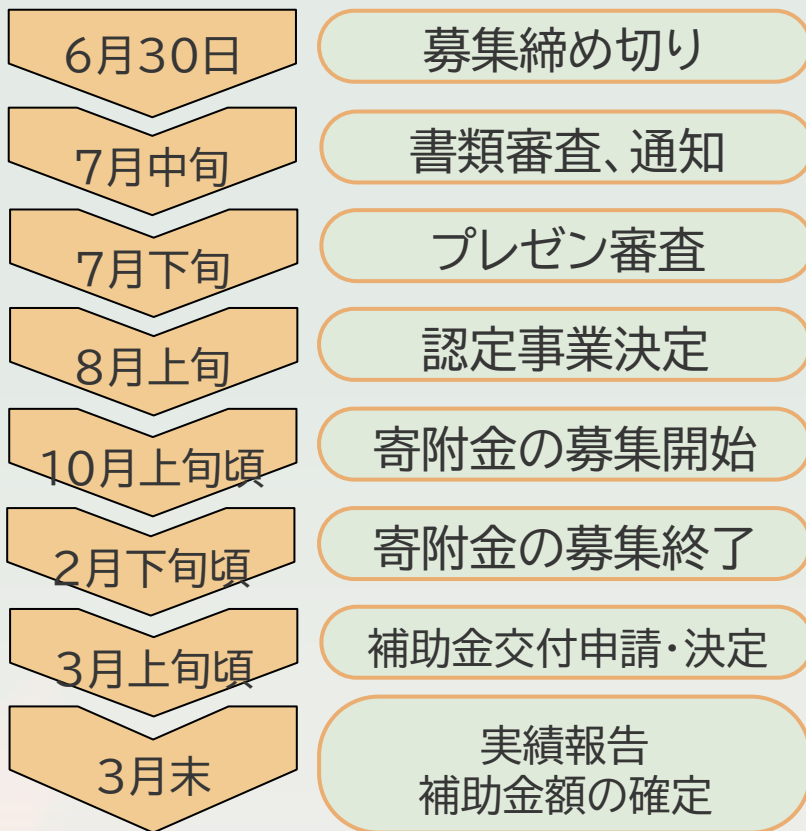 6月30日
募集締め切り
7月中旬
書類審査、通知
7月下旬
プレゼン審査
8月上旬
認定事業決定
10月上旬頃
寄附金の募集開始
2月下旬頃
寄附金の募集終了
3月上旬頃
補助金交付申請・決定
3月末
実績報告
補助金額の確定